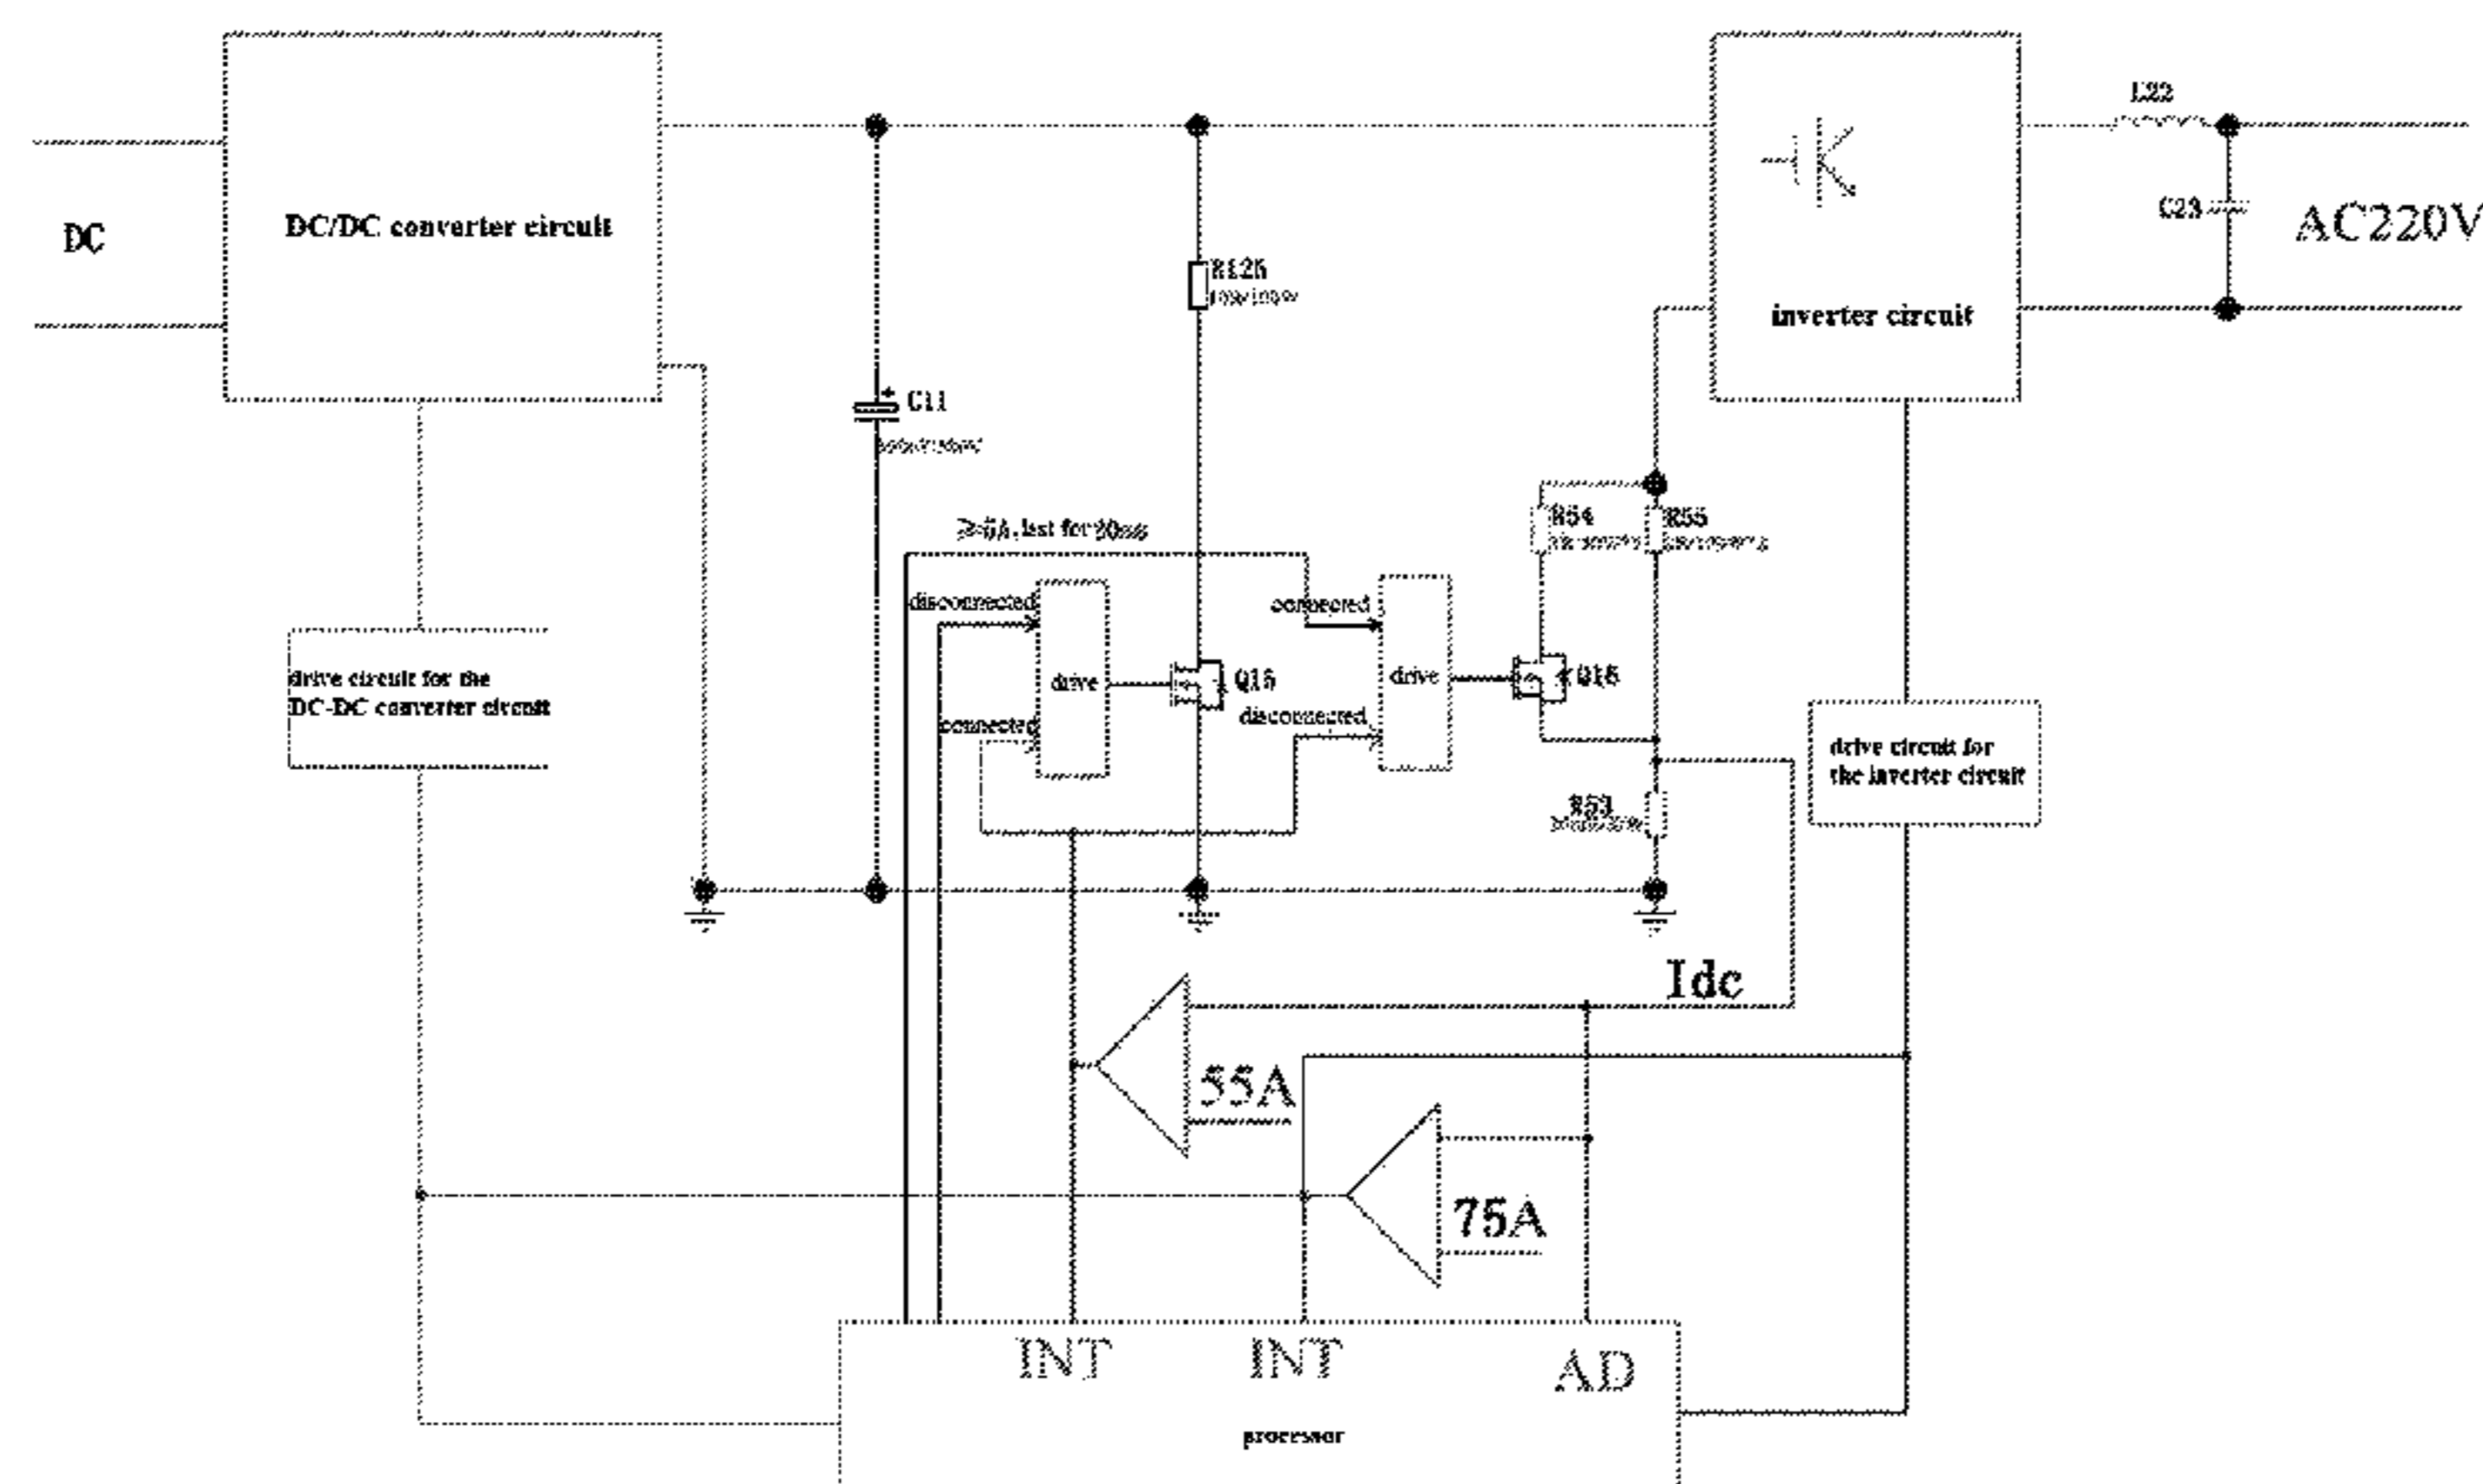 DC
DC/DC converter circuit
L22
C23
AC220V
inverter circuit
R125
C11
R54
R55
disconnected
connected
drive
Q15
connected
disconnected
drive
Q16
drive circuit for the
DC-DC converter circuit
drive circuit for
the inverter circuit
R53
Idc
55A
75A
INT
INT
AD
processor